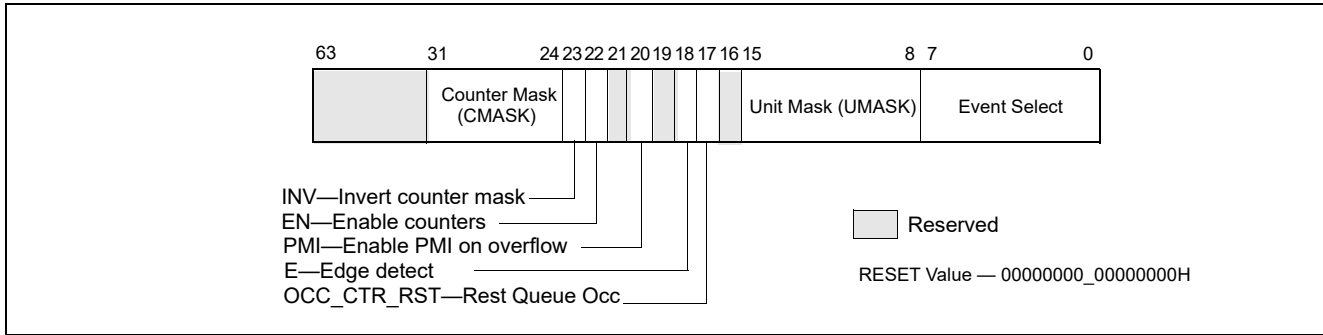 63 31 24 23 22 21 20 19 18 17 16 15 8 7 0
Counter Mask
(CMASK)
Unit Mask (UMASK)
Event Select
INV—Invert counter mask
EN—Enable counters
PMI—Enable PMI on overflow
E—Edge detect
OCC_CTR_RST—Rest Queue Occ
Reserved
RESET Value — 00000000_00000000H